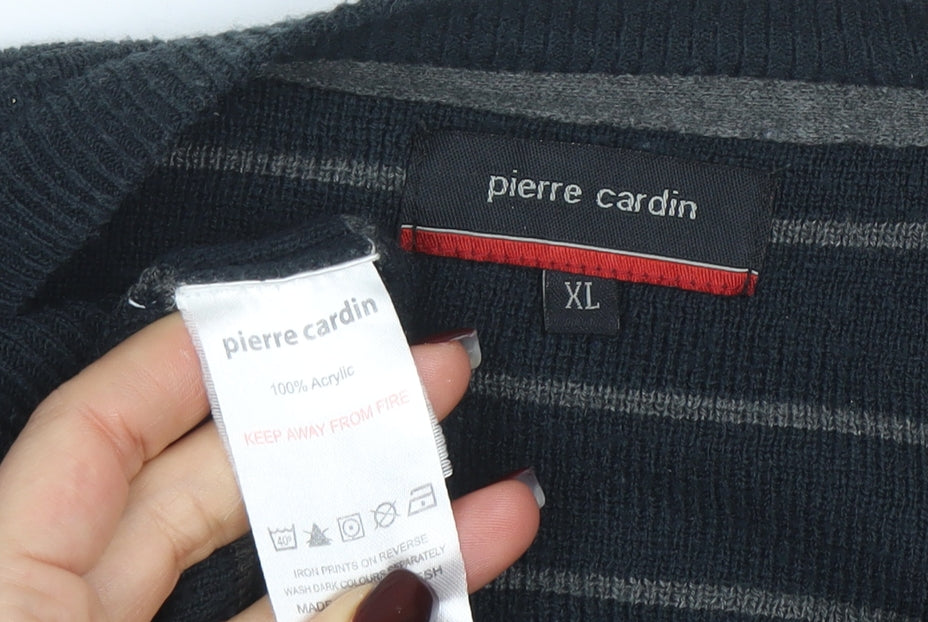 pierre cardin
XL
pierre cardin
100% Acrylic
KEEP AWAY FROM FIRE
40°
IRON PRINTS ON REVERSE
WASH DARK COLOURS SEPARATELY
MADE